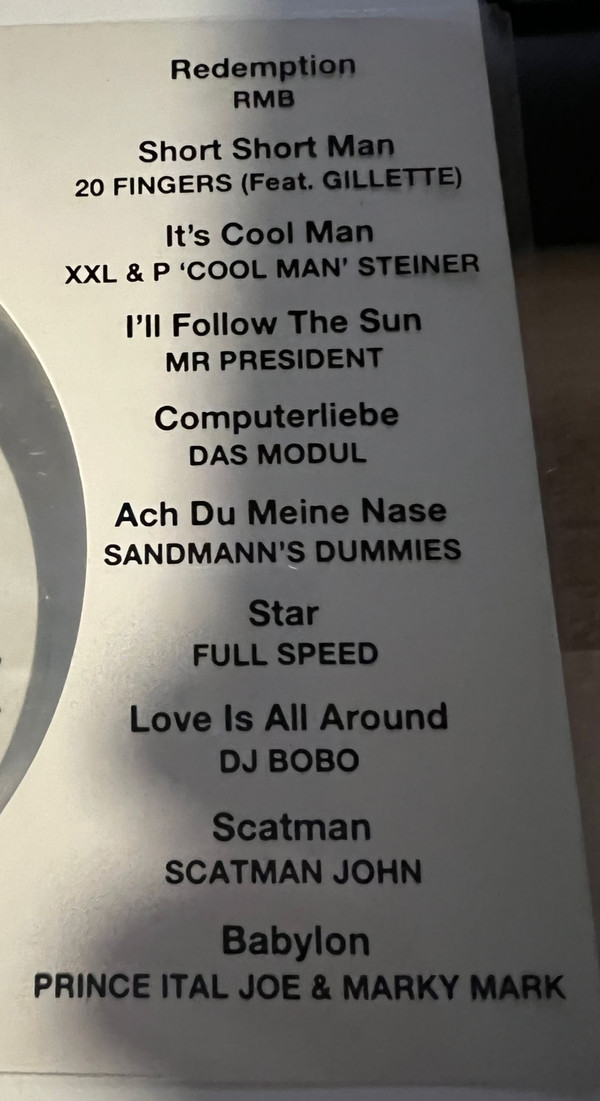 Redemption
RMB
Short Short Man
20 FINGERS (Feat. GILLETTE)
It's Cool Man
XXL & P ‘COOL MAN’ STEINER
I'll Follow The Sun
MR PRESIDENT
Computerliebe
DAS MODUL
Ach Du Meine Nase
SANDMANN'S DUMMIES
Star
FULL SPEED
Love Is All Around
DJ BOBO
Scatman
SCATMAN JOHN
Babylon
PRINCE ITAL JOE & MARKY MARK